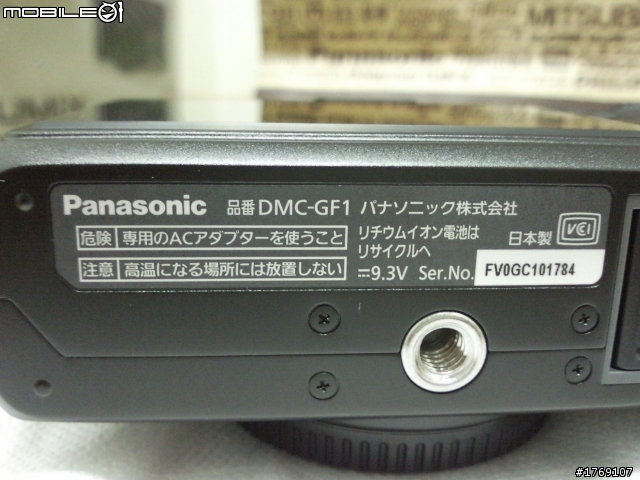 MOBILE01
MITSUBI
Panasonic 品番 DMC-GF1 パナソニック株式会社
危険 専用のACアダプターを使うこと
注意 高温になる場所には放置しない
リチウムイオン電池は
リサイクルへ
日本製 VCI
⎓9.3V Ser.No. FV0GC101784
#1769107